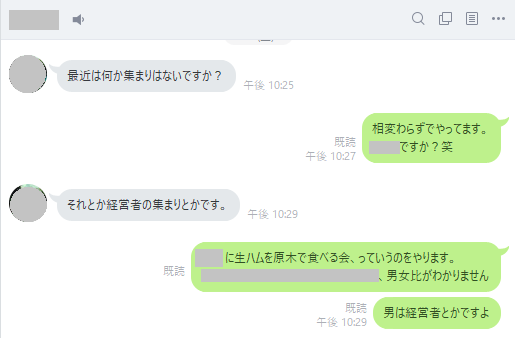 最近は何か集まりはないですか？
午後 10:25
相変わらずでやってます。
ですか？笑
既読
午後 10:27
それとか経営者の集まりとかです。
午後 10:29
に生ハムを原木で食べる会、っていうのをやります。
、男女比がわかりません
既読
男は経営者とかですよ
既読
午後 10:29